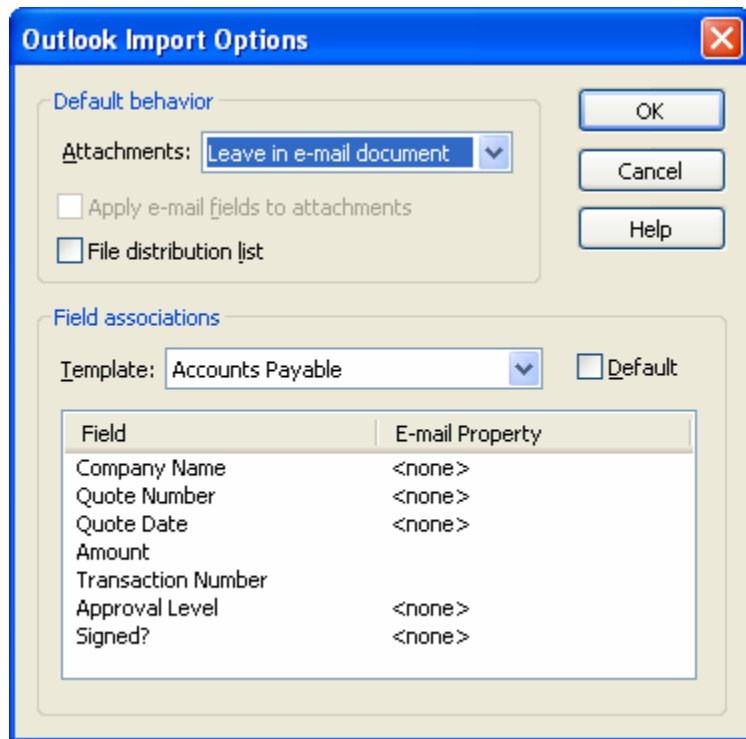 Outlook Import Options
Default behavior
Attachments: Leave in e-mail document
Apply e-mail fields to attachments
File distribution list
OK
Cancel
Help
Field associations
Template: Accounts Payable Default
Field E-mail Property
Company Name <none>
Quote Number <none>
Quote Date <none>
Amount
Transaction Number
Approval Level <none>
Signed? <none>